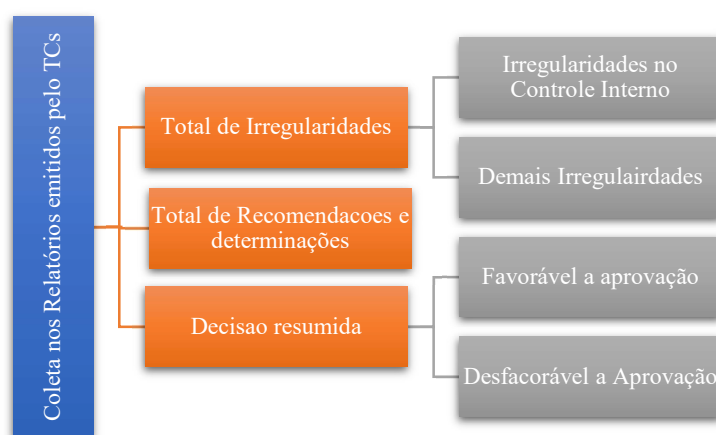 Coleta nos Relatórios emitidos pelo TCs
Total de Irregularidades
Irregularidades no
Controle Interno
Demais Irregulairdades
Total de Recomendacoes e
determinações
Decisao resumida
Favorável a aprovação
Desfacorável a Aprovação